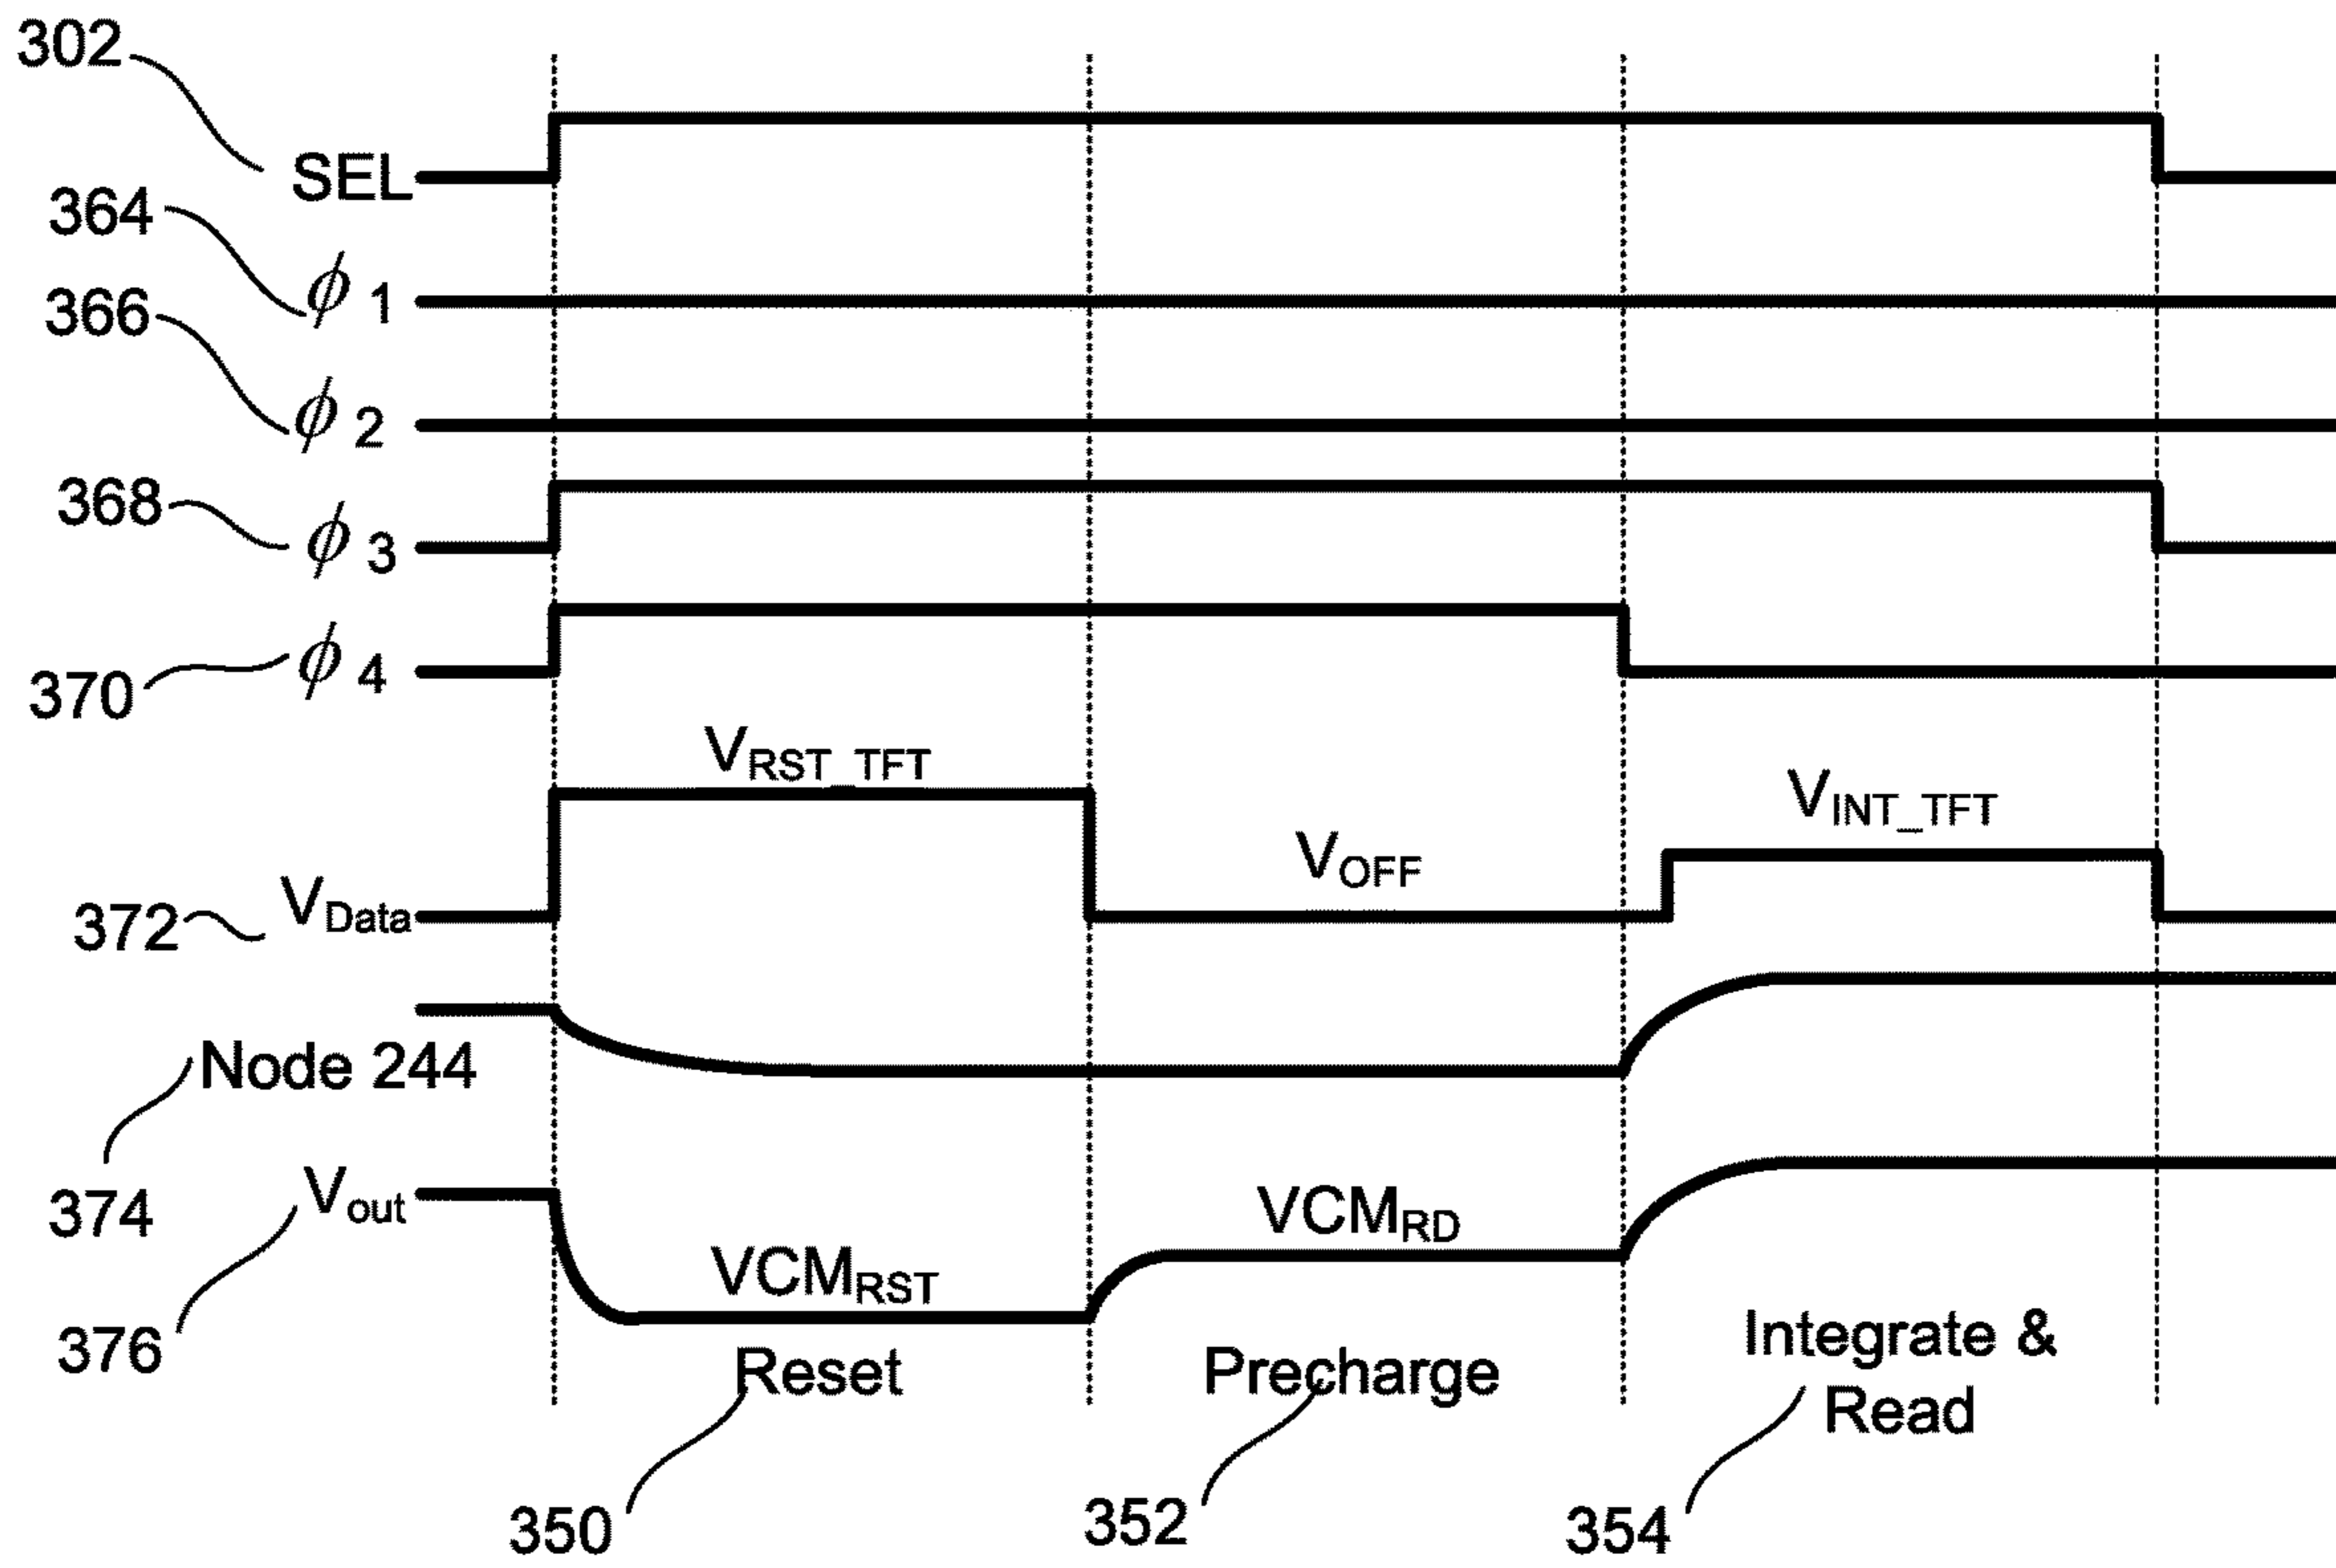 302
SEL
364
ϕ 1
366
ϕ 2
368
ϕ 3
ϕ 4
370
VRST_TFT
VINT_TFT
VOFF
VData
372
Node 244
374
Vout
VCMRD
VCMRST
376
Reset
Precharge
Integrate &
Read
350
352
354